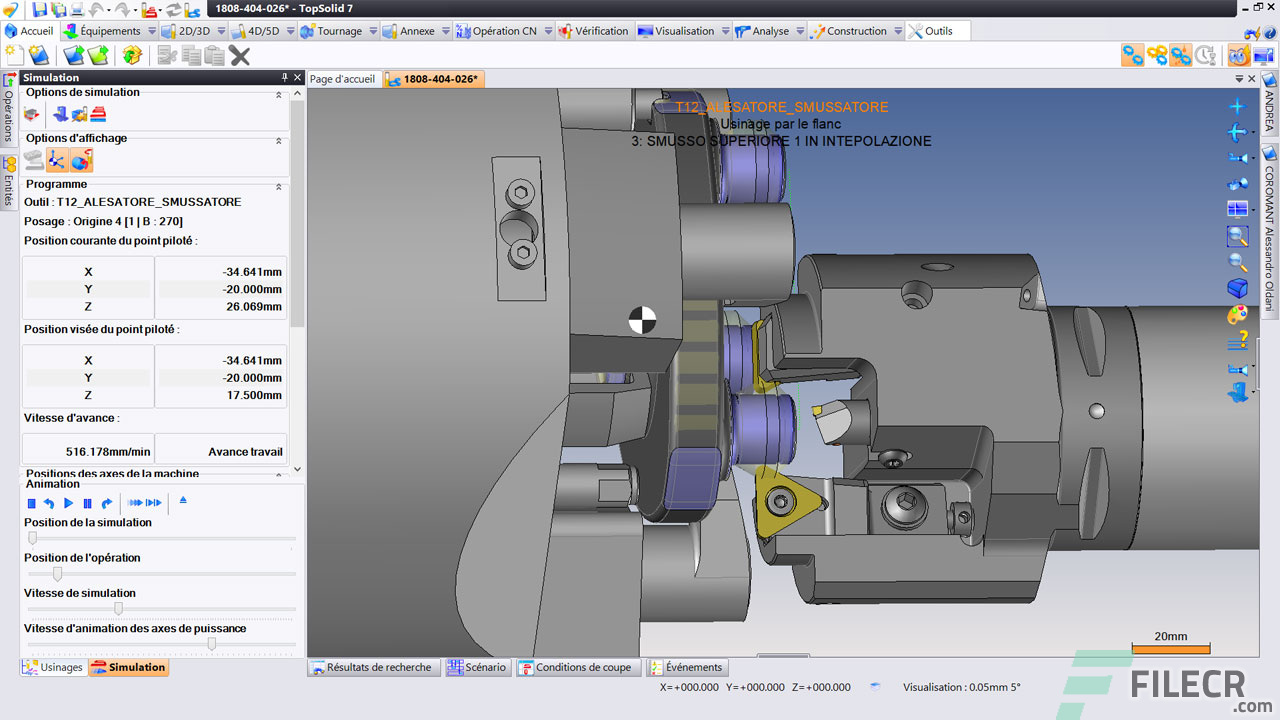 1808-404-026* - TopSolid 7
Accueil
Équipements
2D/3D
4D/5D
Tournage
Annexe
Opération CN
Vérification
Visualisation
Analyse
Construction
Outils
Simulation
Page d'accueil
1808-404-026*
Opérations
Entités
Options de simulation
Options d'affichage
Programme
Outil : T12_ALESATORE_SMUSSATORE
Posage : Origine 4 [1 | B : 270]
Position courante du point piloté :
X -34.641mm
Y -20.000mm
Z 26.069mm
Position visée du point piloté :
X -34.641mm
Y -20.000mm
Z 17.500mm
Vitesse d'avance :
516.178mm/min Avance travail
Positions des axes de la machine
Animation
Position de la simulation
Position de l'opération
Vitesse de simulation
Vitesse d'animation des axes de puissance
Usinages
Simulation
T12_ALESATORE_SMUSSATORE
Usinage par le flanc
3: SMUSSO SUPERIORE 1 IN INTEPOLAZIONE
ANDREA
COROMANT Alessandro Oldani
20mm
Résultats de recherche
Scénario
Conditions de coupe
Événements
X=+000.000 Y=+000.000 Z=+000.000
Visualisation : 0.05mm 5°
FILECR
.com